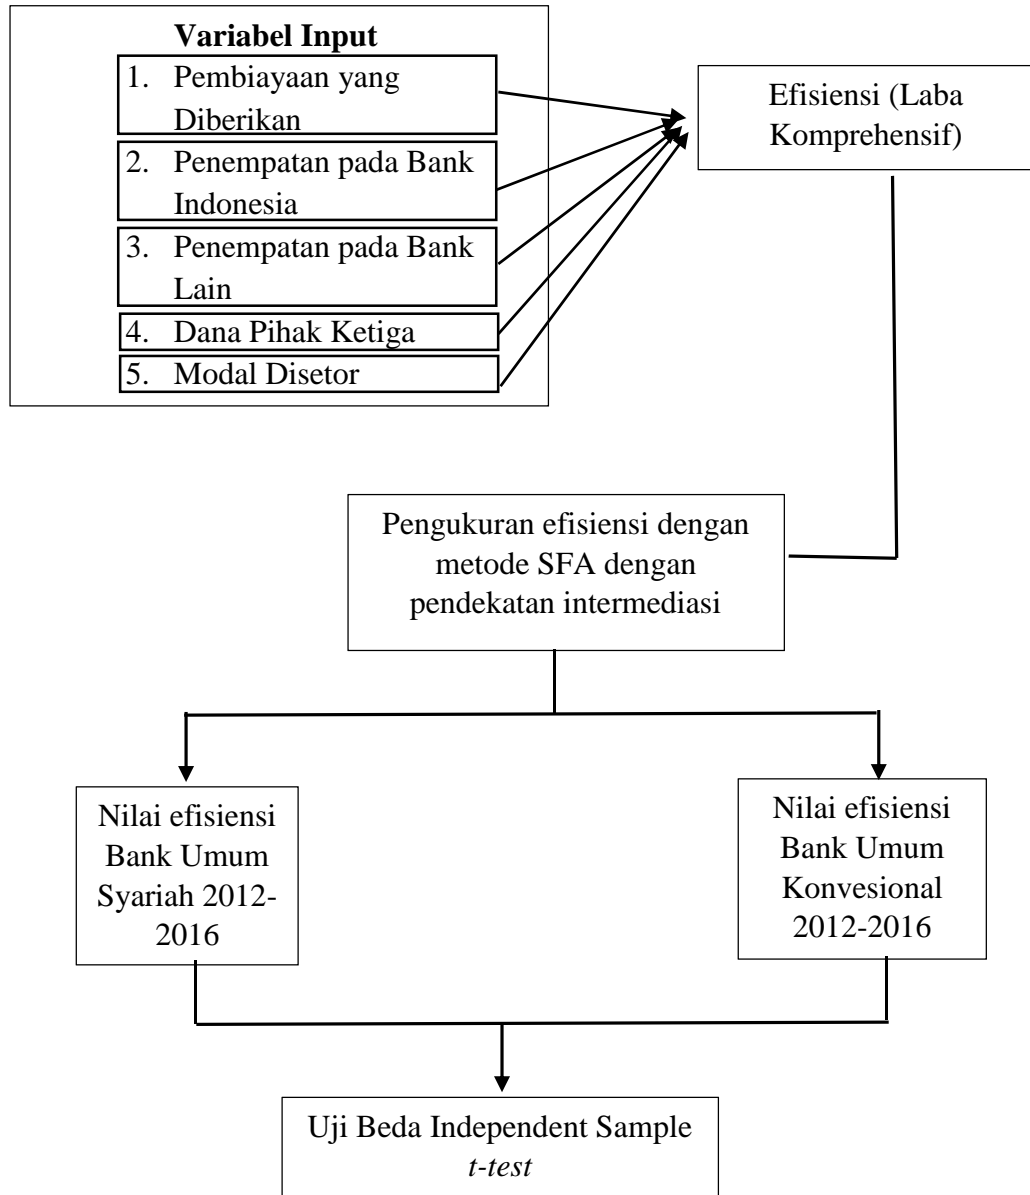 Variabel Input
1. Pembiayaan yang
Diberikan
2. Penempatan pada Bank
Indonesia
3. Penempatan pada Bank
Lain
4. Dana Pihak Ketiga
5. Modal Disetor
Efisiensi (Laba
Komprehensif)
Pengukuran efisiensi dengan
metode SFA dengan
pendekatan intermediasi
Nilai efisiensi
Bank Umum
Syariah 2012-
2016
Nilai efisiensi
Bank Umum
Konvesional
2012-2016
Uji Beda Independent Sample
t-test